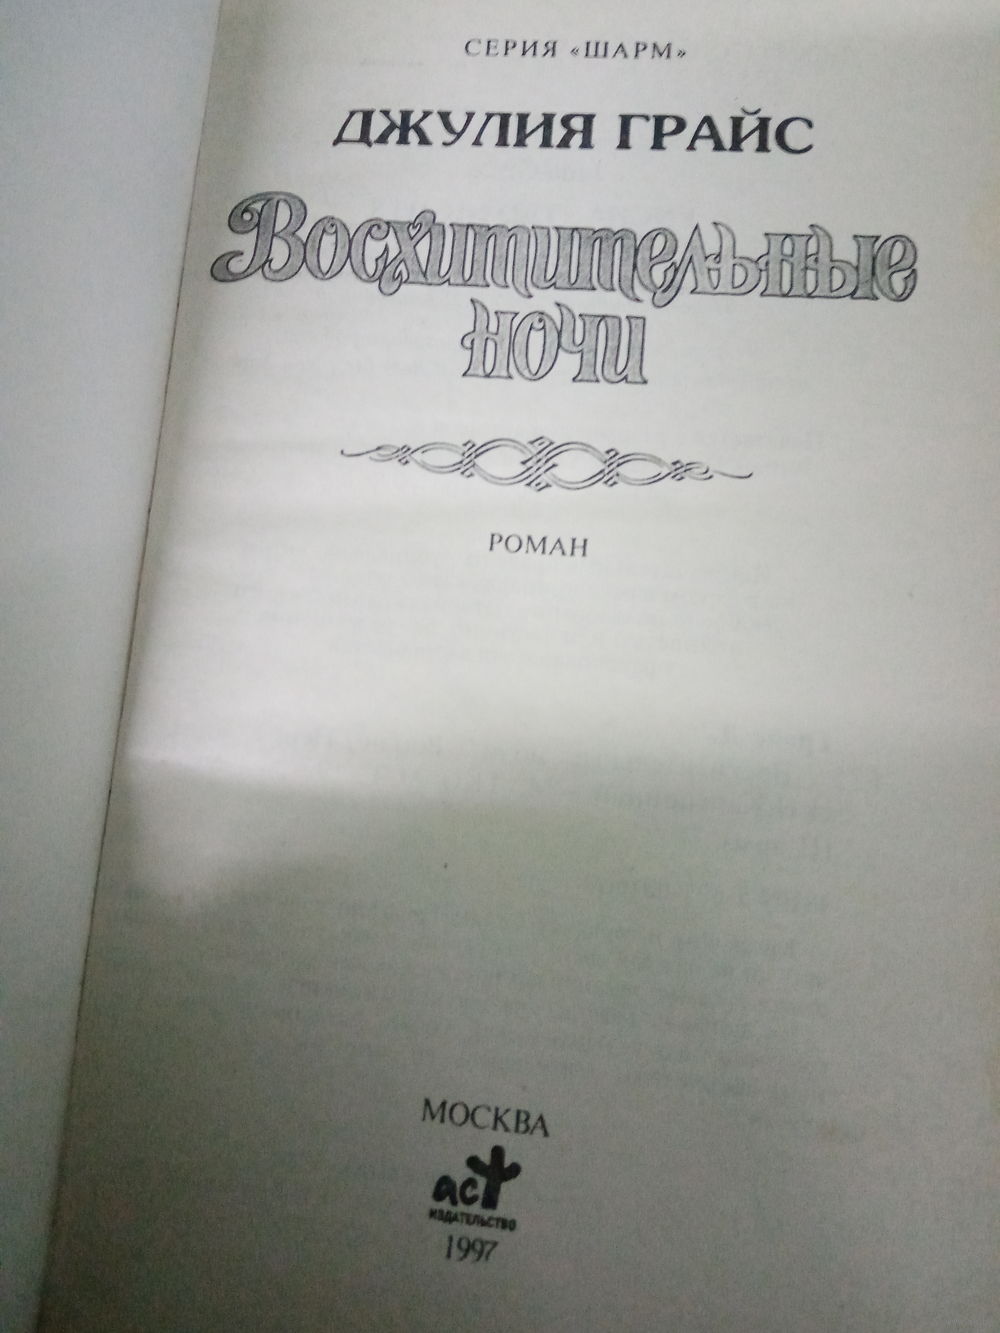 СЕРИЯ «ШАРМ»
ДЖУЛИЯ ГРАЙС
Восхитительные
ночи
РОМАН
МОСКВА
аст
ИЗДАТЕЛЬСТВО
1997